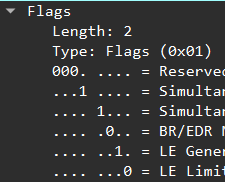 Flags
Length: 2
Type: Flags (0x01)
000. .... = Reserved
...1 .... = Simultan
.... 1... = Simultan
.... .0.. = BR/EDR N
.... ..1. = LE Gener
.... ...0 = LE Limit